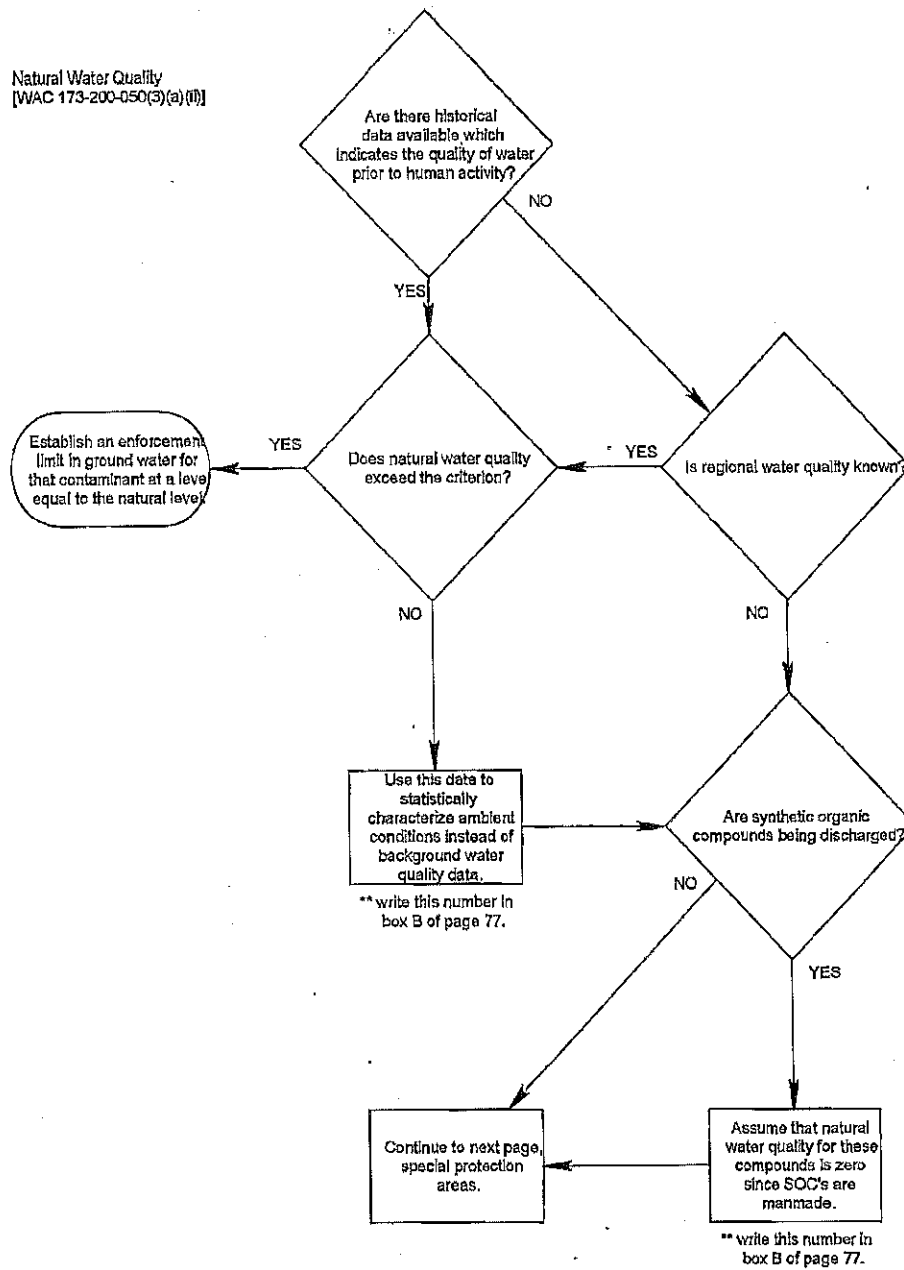 Natural Water Quality
[WAC 173-200-050(3)(a)(ii)]
Are there historical
data available which
indicates the quality of water
prior to human activity?
NO
YES
Establish an enforcement
limit in ground water for
that contaminant at a level
equal to the natural level.
YES
Does natural water quality
exceed the criterion?
YES
Is regional water quality known?
NO
NO
Use this data to
statistically
characterize ambient
conditions instead of
background water
quality data.
** write this number in
box B of page 77.
Are synthetic organic
compounds being discharged?
NO
YES
Continue to next page,
special protection
areas.
Assume that natural
water quality for these
compounds is zero
since SOC's are
manmade.
** write this number in
box B of page 77.